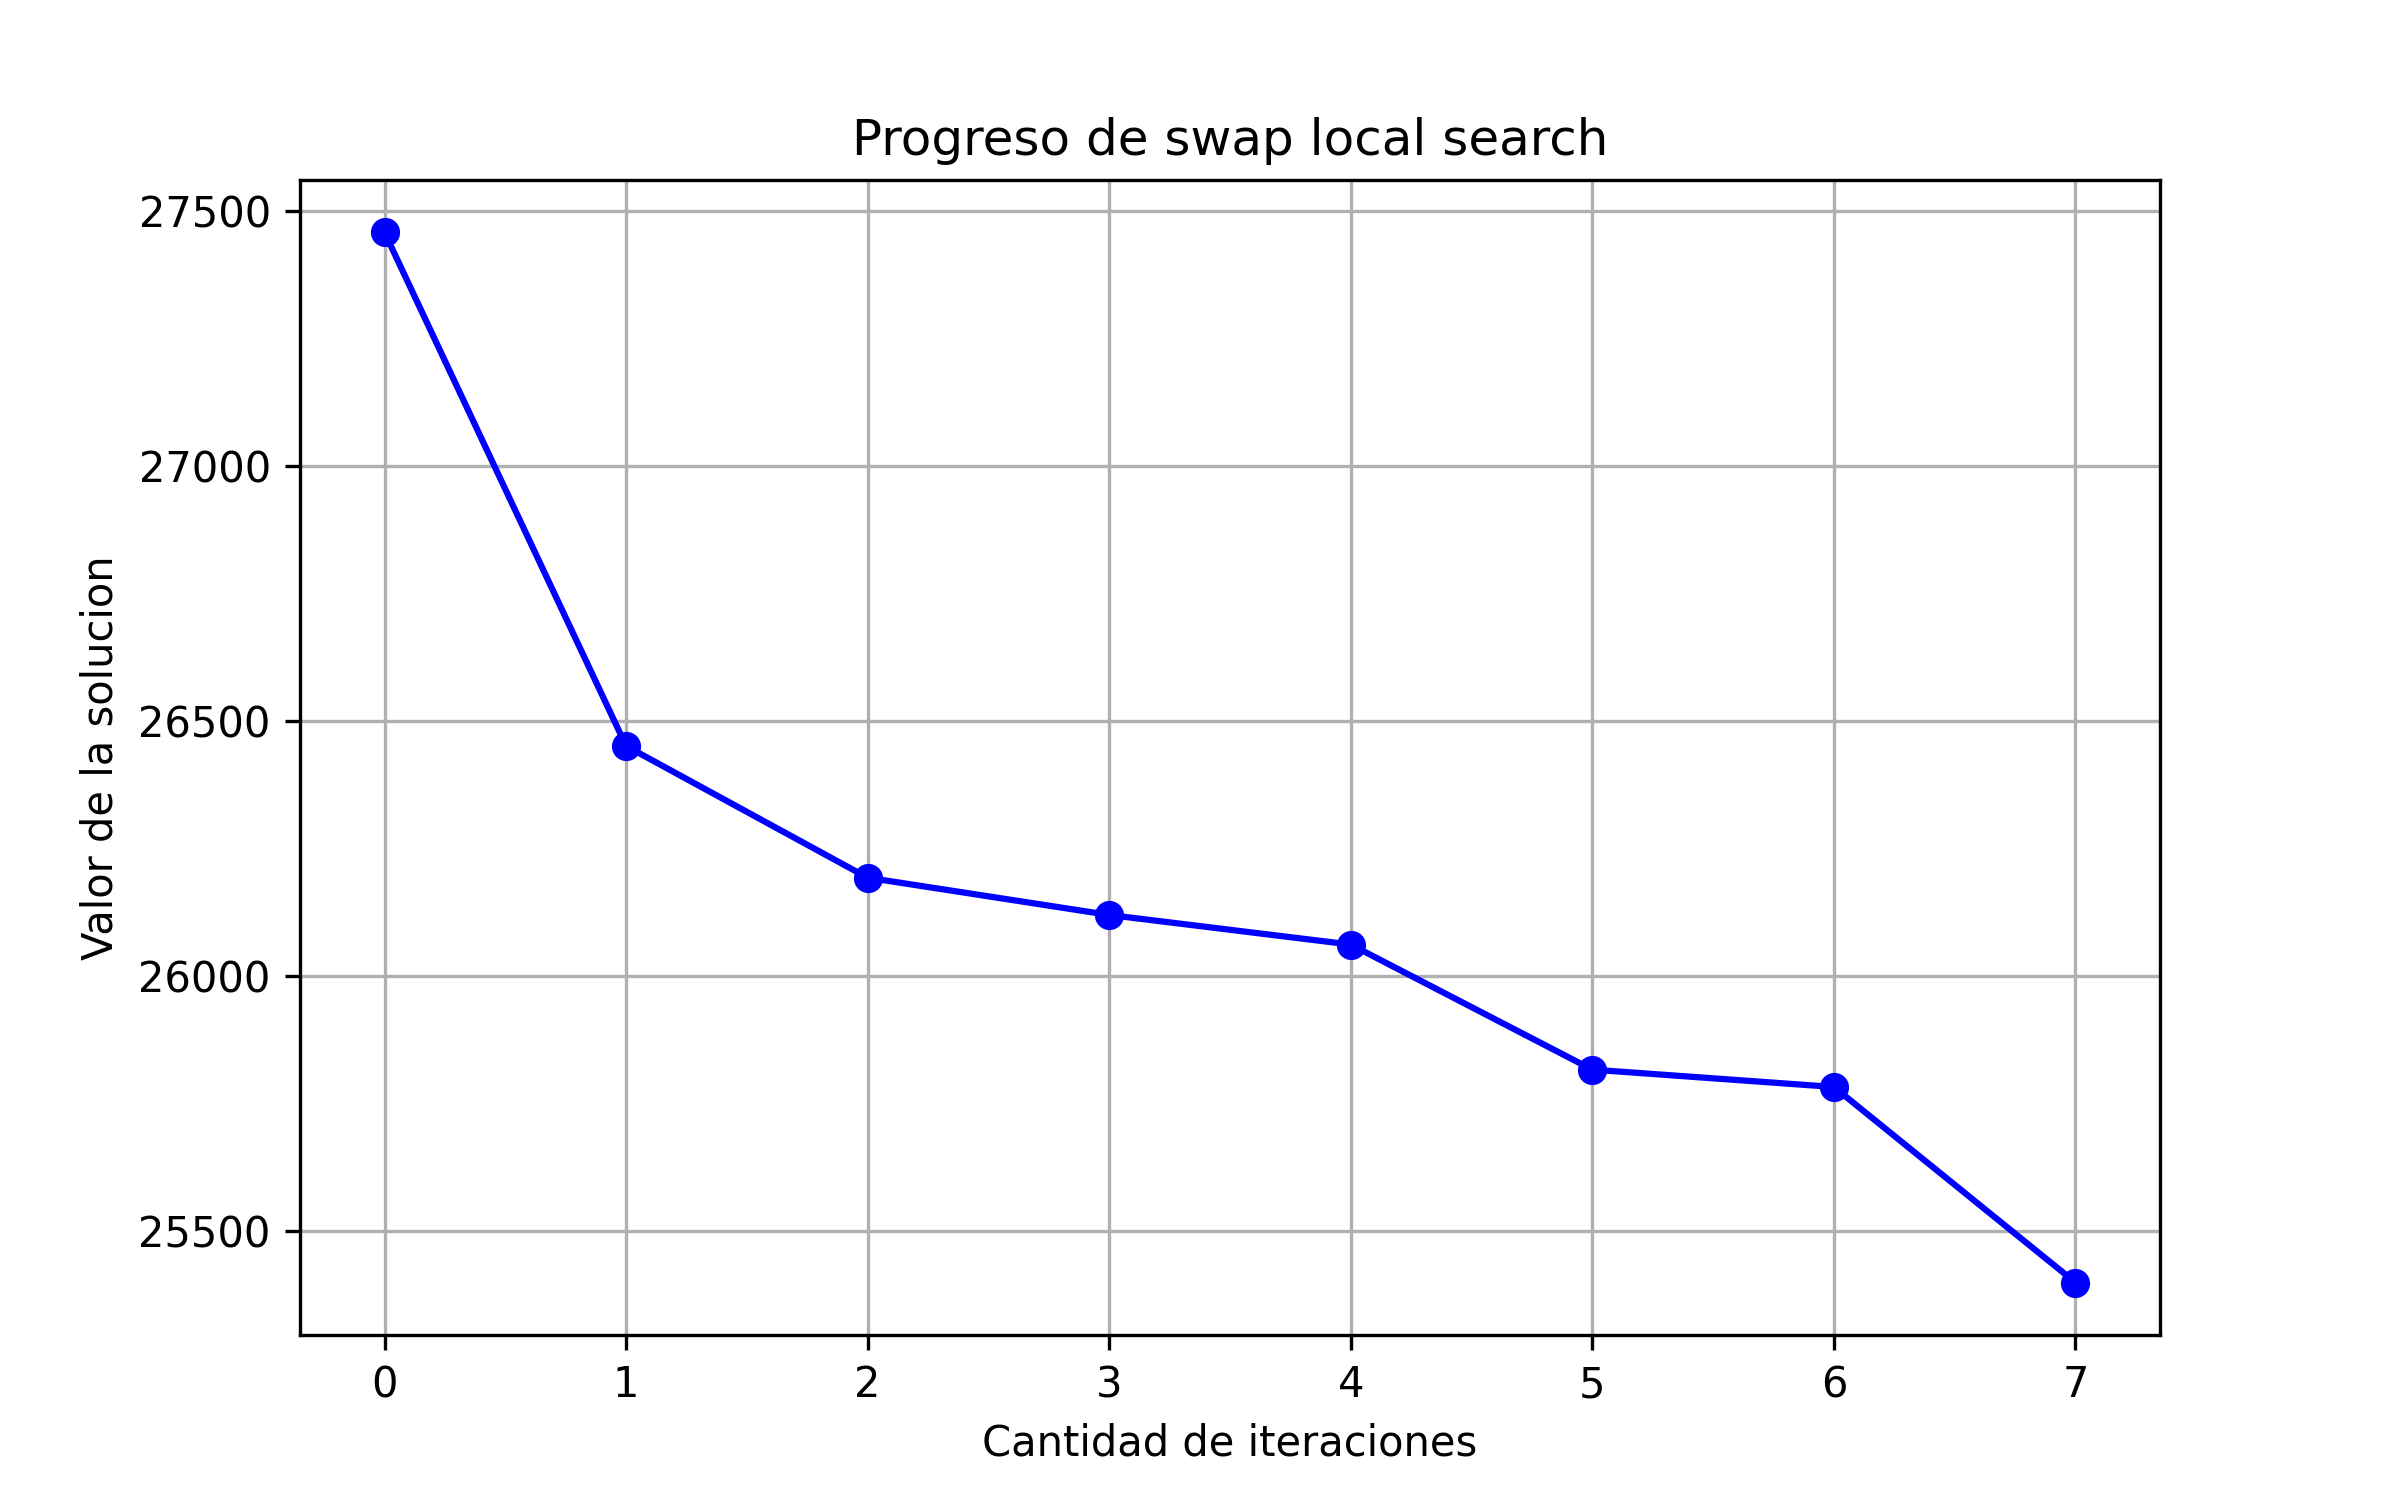 Progreso de swap local search
27500
27000
26500
26000
25500
Valor de la solucion
0 1 2 3 4 5 6 7
Cantidad de iteraciones